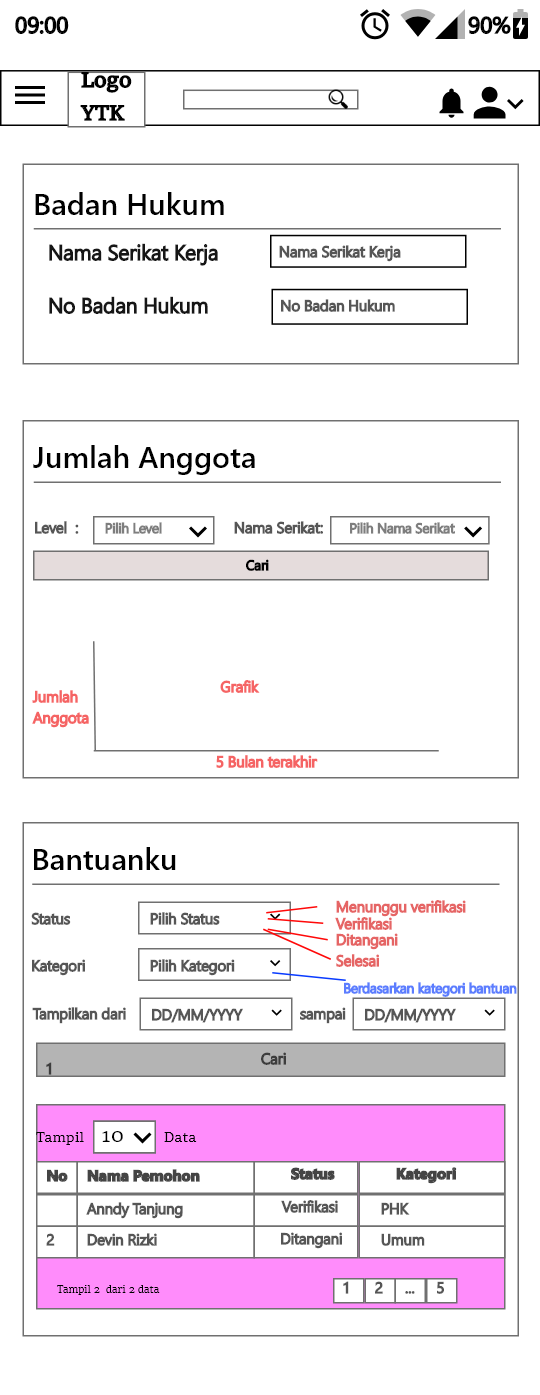 09:00 90%
Logo
YTK
Badan Hukum
Nama Serikat Kerja Nama Serikat Kerja
No Badan Hukum No Badan Hukum
Jumlah Anggota
Level : Pilih Level Nama Serikat: Pilih Nama Serikat
Cari
Grafik
Jumlah
Anggota
5 Bulan terakhir
Bantuanku
Status Pilih Status
Menunggu verifikasi
Verifikasi
Ditangani
Selesai
Kategori Pilih Kategori
Berdasarkan kategori bantuan
Tampilkan dari DD/MM/YYYY sampai DD/MM/YYYY
Cari
1
Tampil 10 Data
No Nama Pemohon Status Kategori
Anndy Tanjung Verifikasi PHK
2 Devin Rizki Ditangani Umum
Tampil 2 dari 2 data 1 2 ... 5